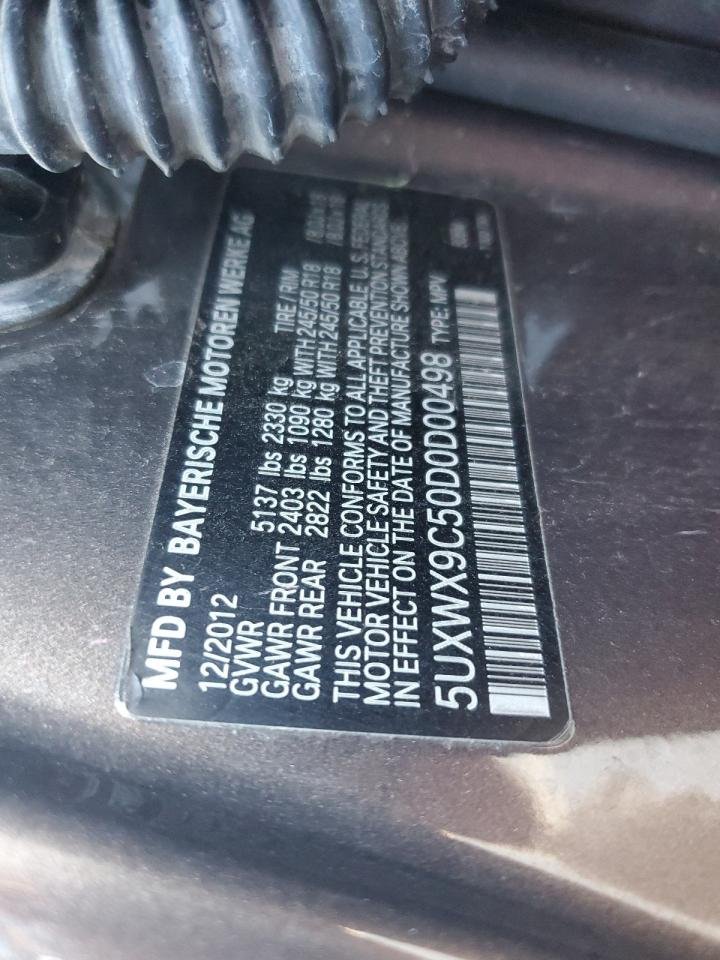 MFD BY BAYERISCHE MOTOREN WERKE AG
12/2012
GVWR 5137 lbs 2330 kg TIRE / RIM
GAWR FRONT 2403 lbs 1090 kg WITH 245/50 R18
GAWR REAR 2822 lbs 1280 kg WITH 245/50 R18
THIS VEHICLE CONFORMS TO ALL APPLICABLE U.S. FEDERAL
MOTOR VEHICLE SAFETY AND THEFT PREVENTION STANDARDS
IN EFFECT ON THE DATE OF MANUFACTURE SHOWN ABOVE.
5UXWX9C50D0D00498 TYPE: MPV